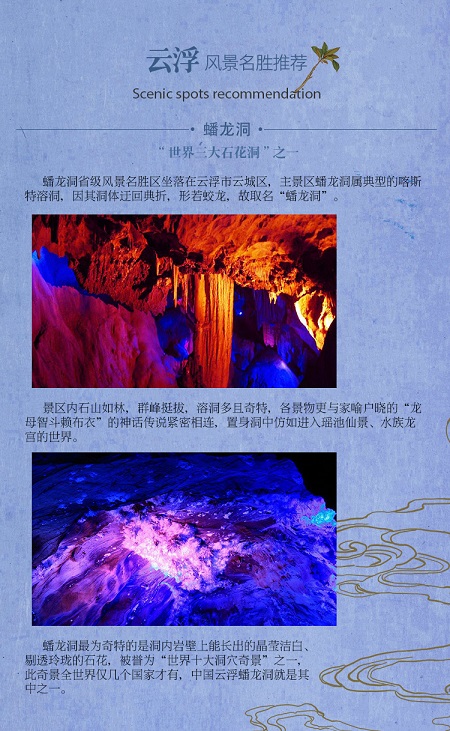 云浮 风景名胜推荐
Scenic spots recommendation
蟠龙洞
“世界三大石花洞”之一
蟠龙洞省级风景名胜区坐落在云浮市云城区，主景区蟠龙洞属典型的喀斯
特溶洞，因其洞体迂回典折，形若蛟龙，故取名“蟠龙洞”。
景区内石山如林，群峰挺拔，溶洞多且奇特，各景物更与家喻户晓的“龙
母智斗赖布衣”的神话传说紧密相连，置身洞中仿如进入瑶池仙景、水族龙
宫的世界。
蟠龙洞最为奇特的是洞内岩壁上能长出的晶莹洁白、
剔透玲珑的石花，被誉为“世界十大洞穴奇景”之一，
此奇景全世界仅几个国家才有，中国云浮蟠龙洞就是其
中之一。